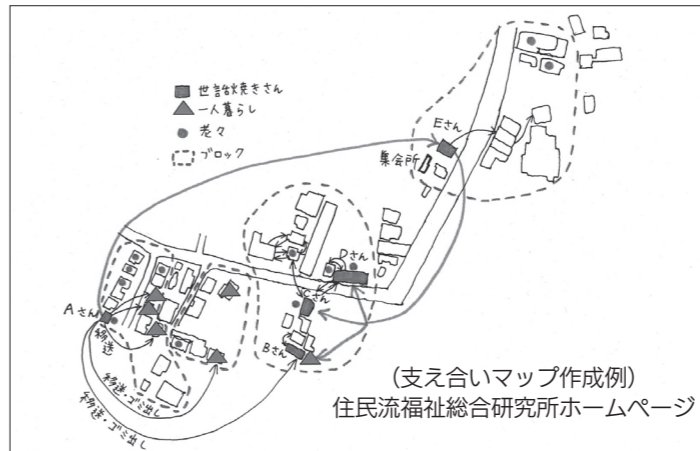 世話焼きさん
一人暮らし
老々
ブロック
Eさん
集会所
Dさん
Cさん
Aさん
移送
Bさん
移送・ゴミ出し
移送・ゴミ出し
(支え合いマップ作成例)
住民流福祉総合研究所ホームページ